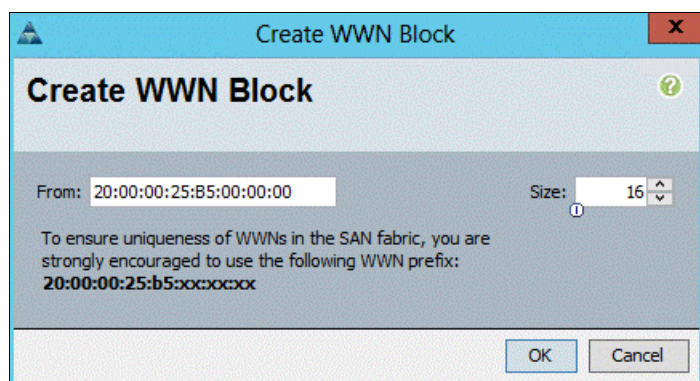 Create WWN Block
X
Create WWN Block
?
From: 20:00:00:25:B5:00:00:00 Size: 16
To ensure uniqueness of WWNs in the SAN fabric, you are
strongly encouraged to use the following WWN prefix:
20:00:00:25:b5:xx:xx:xx
OK Cancel